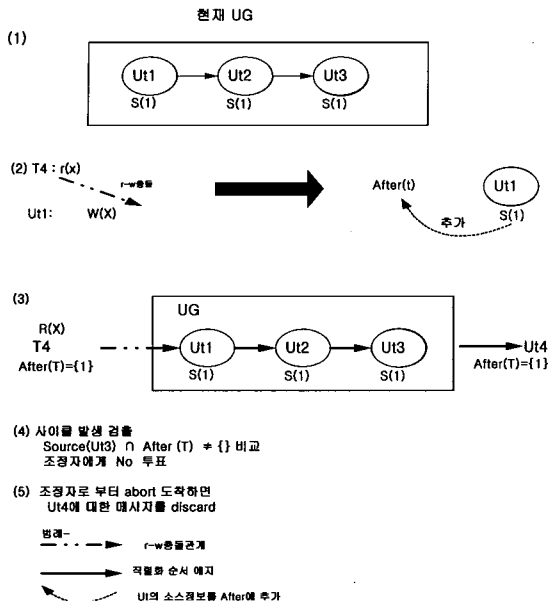 현재 UG
(1)
Ut1 Ut2 Ut3
S(1) S(1) S(1)
(2) T4 : r(x)
r-w충돌
Ut1: W(X)
After(t)
Ut1
S(1)
추가
(3)
UG
R(X)
T4
After(T)={1}
Ut1 Ut2 Ut3
S(1) S(1) S(1)
Ut4
After(T)={1}
(4) 사이클 발생 검출
Source(Ut3) ∩ After (T) ≠ {} 비교
조정자에게 No 투표
(5) 조정자로 부터 abort 도착하면
Ut4에 대한 메시지를 discard
범례-
r-w충돌관계
직렬화 순서 에지
Ut의 소스정보를 After에 추가